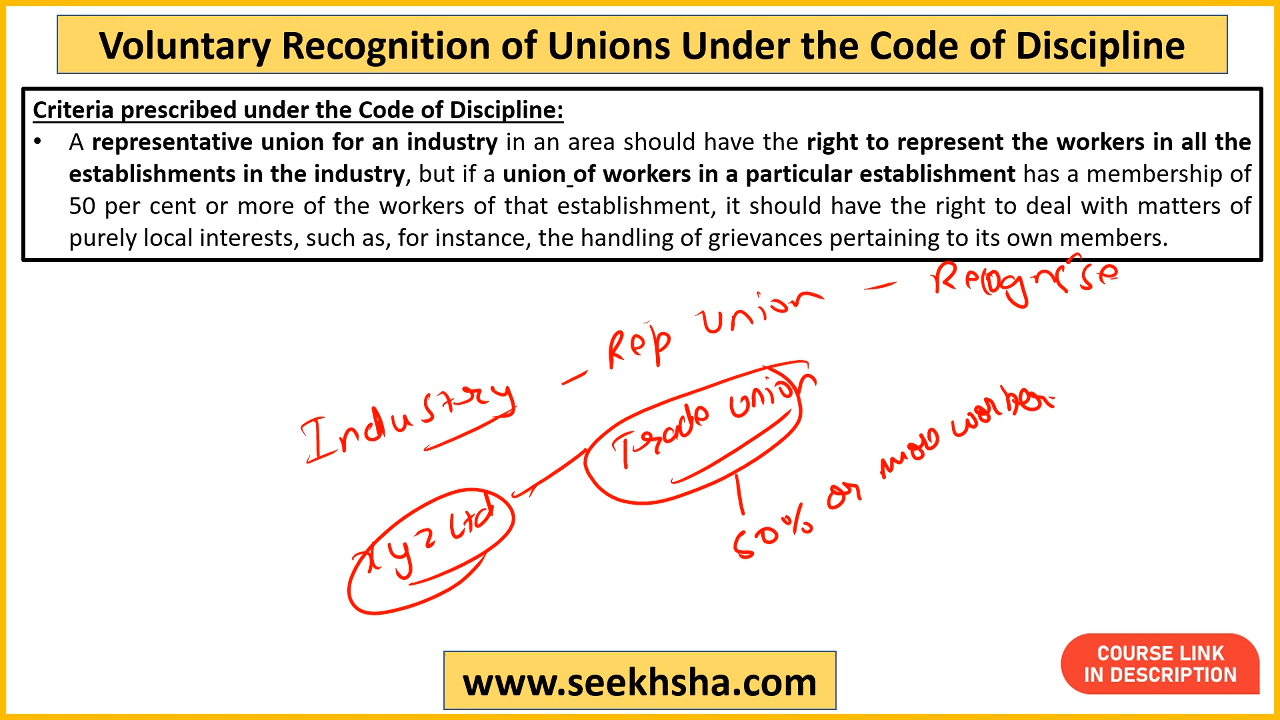 Voluntary Recognition of Unions Under the Code of Discipline
Criteria prescribed under the Code of Discipline:
• A representative union for an industry in an area should have the right to represent the workers in all the
establishments in the industry, but if a union of workers in a particular establishment has a membership of
50 per cent or more of the workers of that establishment, it should have the right to deal with matters of
purely local interests, such as, for instance, the handling of grievances pertaining to its own members.
Industry - Rep Union - Recognise
xyz Ltd - Trade Union
50% or more worker
www.seekhsha.com
COURSE LINK
IN DESCRIPTION